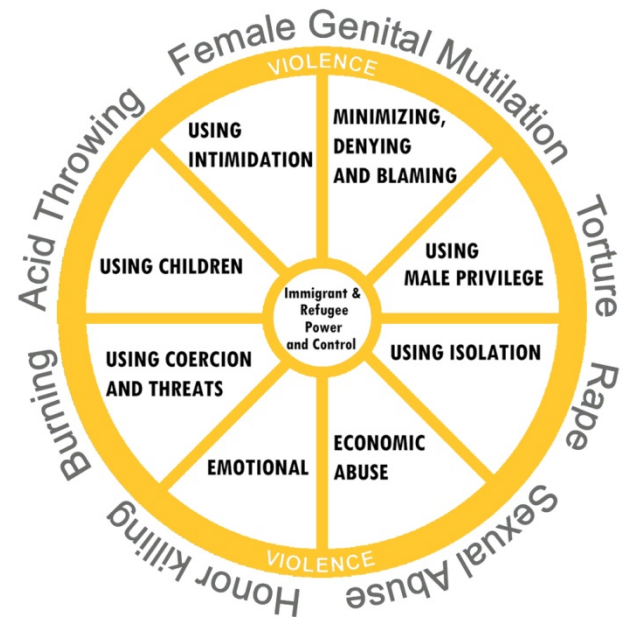 Female Genital Mutilation
Torture
Rape
Sexual Abuse
Honor Killing
Burning
Acid Throwing
VIOLENCE
USING
INTIMIDATION
MINIMIZING,
DENYING
AND BLAMING
USING CHILDREN
USING
MALE PRIVILEGE
Immigrant &
Refugee
Power
and Control
USING COERCION
AND THREATS
USING ISOLATION
EMOTIONAL
ECONOMIC
ABUSE
VIOLENCE